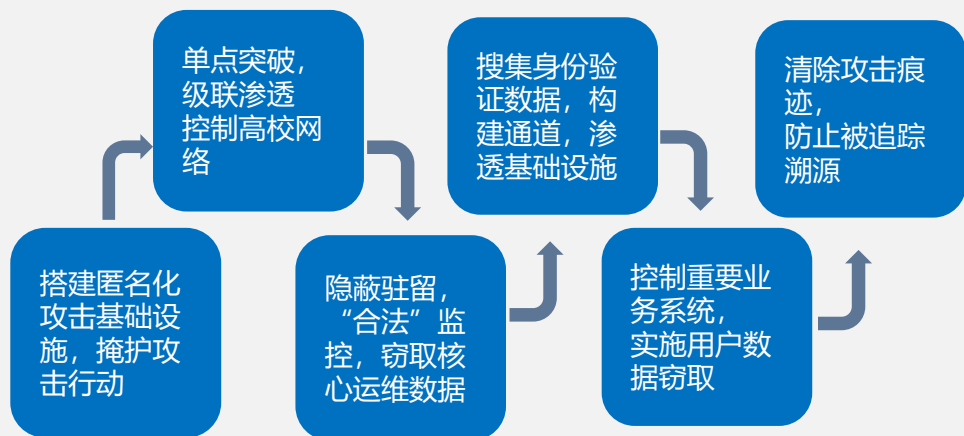 搭建匿名化
攻击基础设
施，掩护攻
击行动
单点突破，
级联渗透
控制高校网
络
隐蔽驻留，
“合法”监
控，窃取核
心运维数据
搜集身份验
证数据，构
建通道，渗
透基础设施
控制重要业
务系统，
实施用户数
据窃取
清除攻击痕
迹，
防止被追踪
溯源